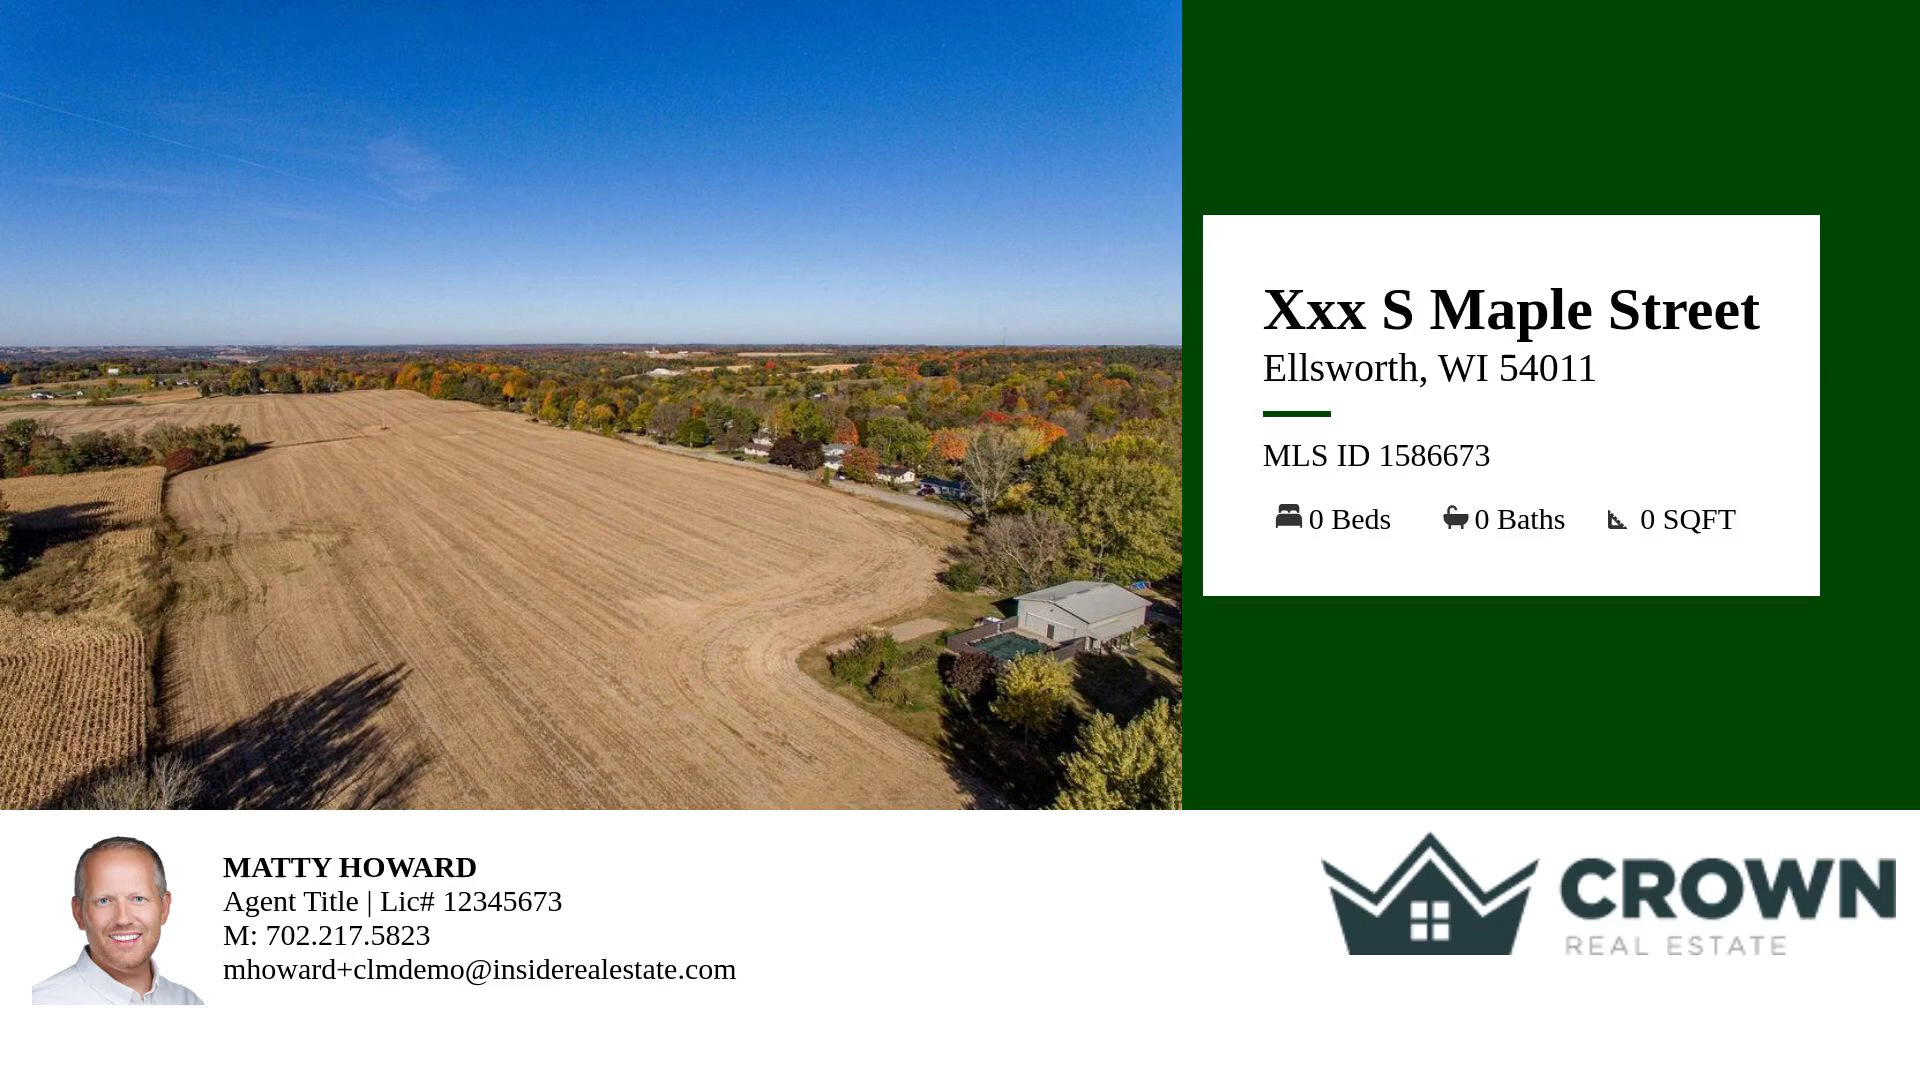 Xxx S Maple Street
Ellsworth, WI 54011
MLS ID 1586673
0 Beds 0 Baths 0 SQFT
MATTY HOWARD
Agent Title | Lic# 12345673
M: 702.217.5823
mhoward+clmdemo@insiderealestate.com
CROWN
REAL ESTATE